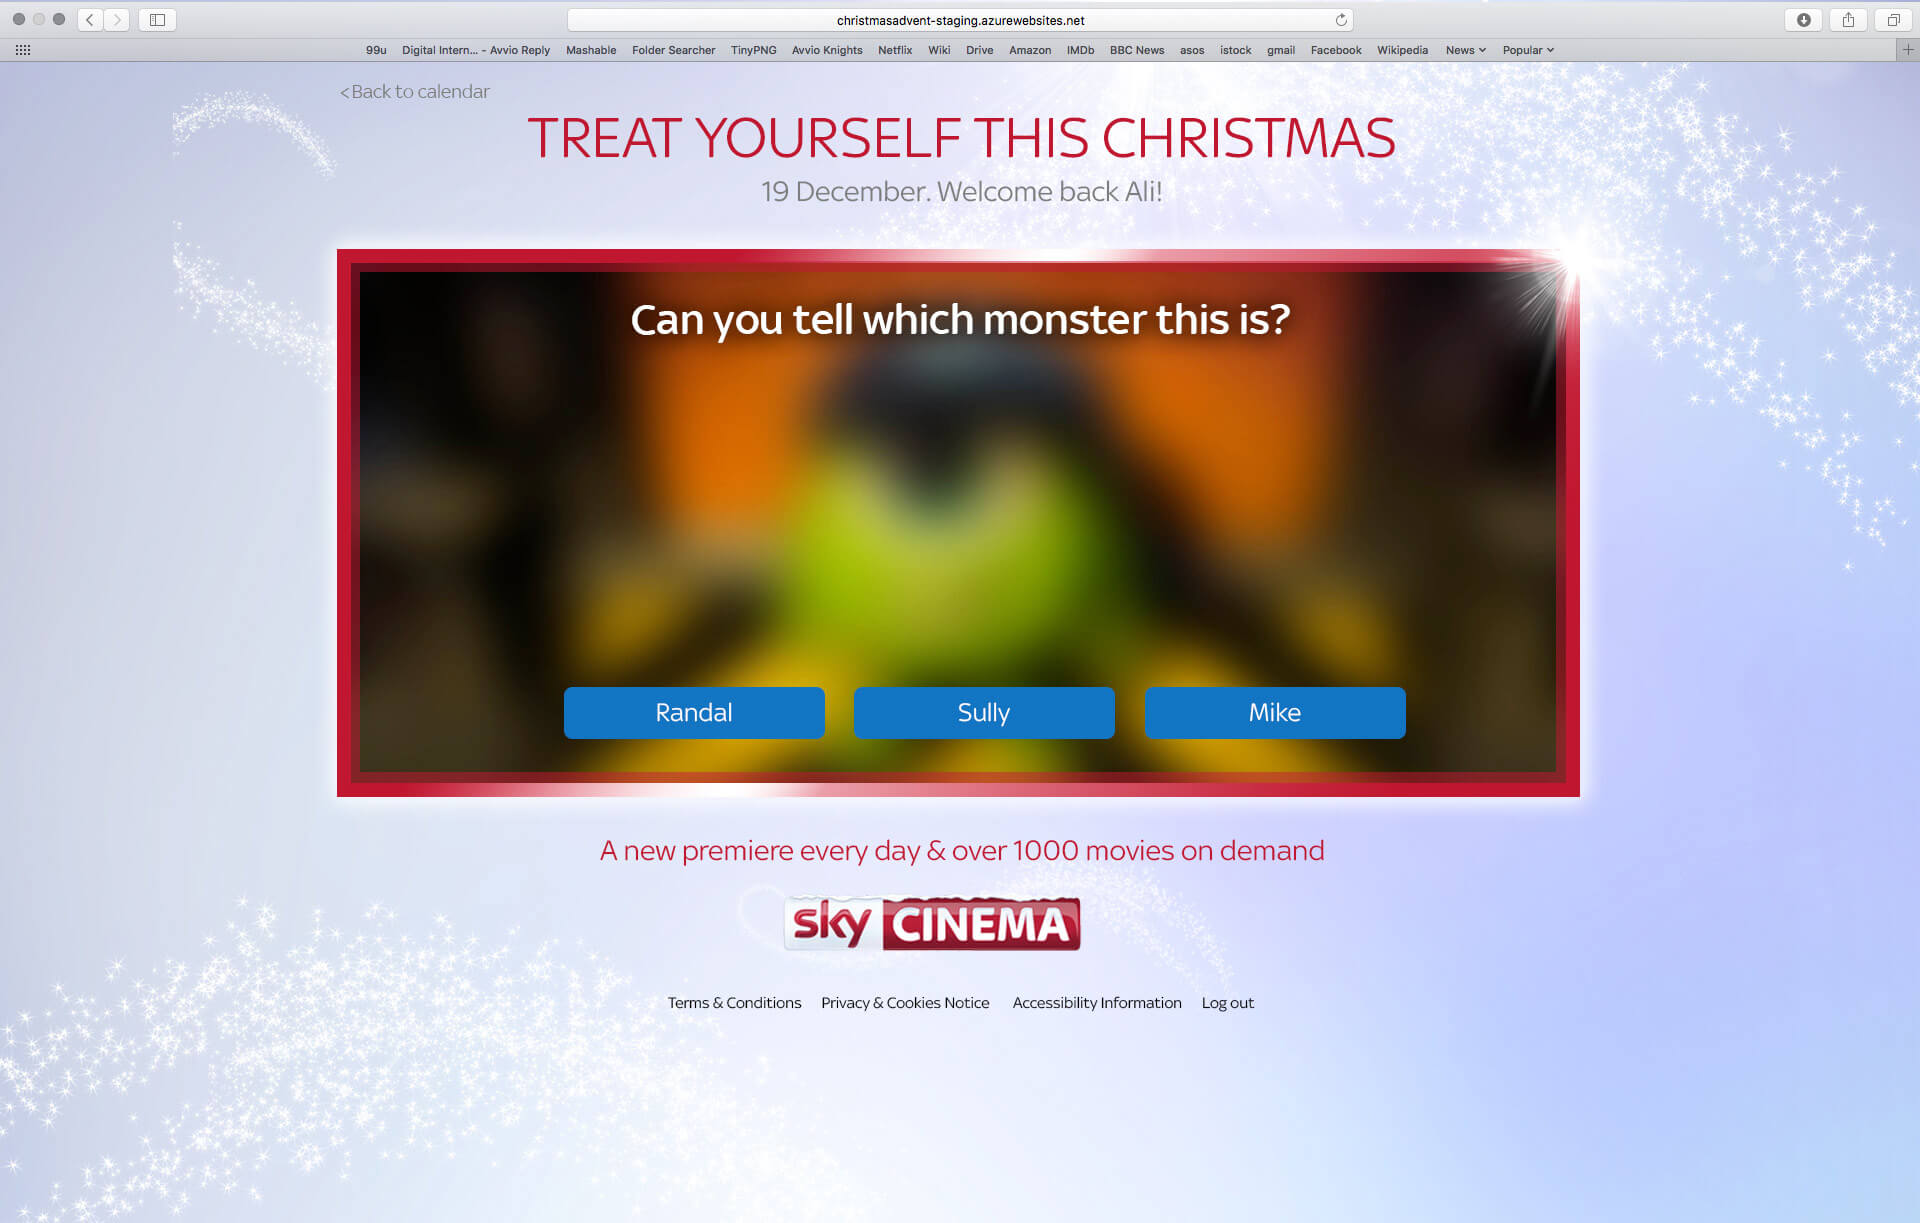 christmasadvent-staging.azurewebsites.net
99u Digital Intern... - Avvio Reply Mashable Folder Searcher TinyPNG Avvio Knights Netflix Wiki Drive Amazon IMDb BBC News asos istock gmail Facebook Wikipedia News Popular
< Back to calendar
TREAT YOURSELF THIS CHRISTMAS
19 December. Welcome back Ali!
Can you tell which monster this is?
Randal Sully Mike
A new premiere every day & over 1000 movies on demand
sky CINEMA
Terms & Conditions Privacy & Cookies Notice Accessibility Information Log out